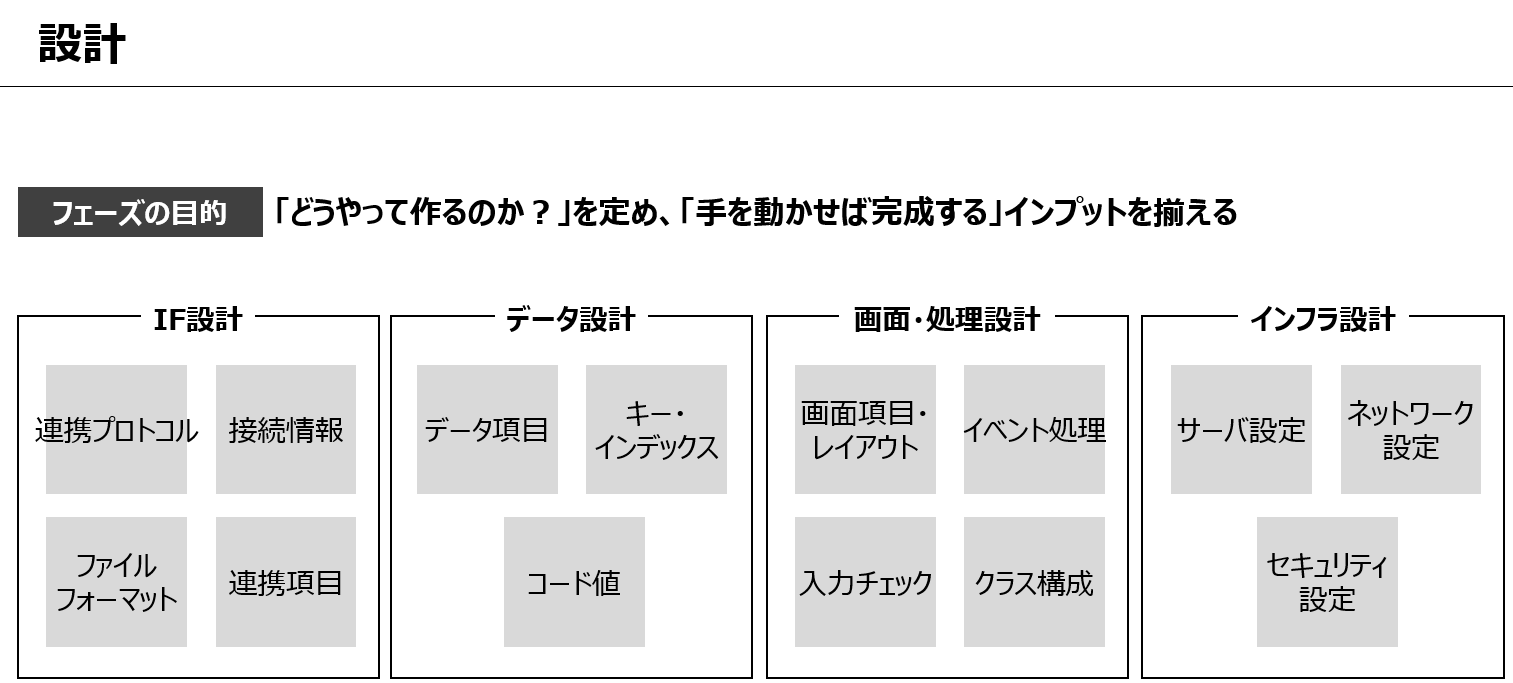 設計
フェーズの目的
「どうやって作るのか？」を定め、「手を動かせば完成する」インプットを揃える
IF設計
連携プロトコル
接続情報
ファイル
フォーマット
連携項目
データ設計
データ項目
キー・
インデックス
コード値
画面・処理設計
画面項目・
レイアウト
イベント処理
入力チェック
クラス構成
インフラ設計
サーバ設定
ネットワーク
設定
セキュリティ
設定